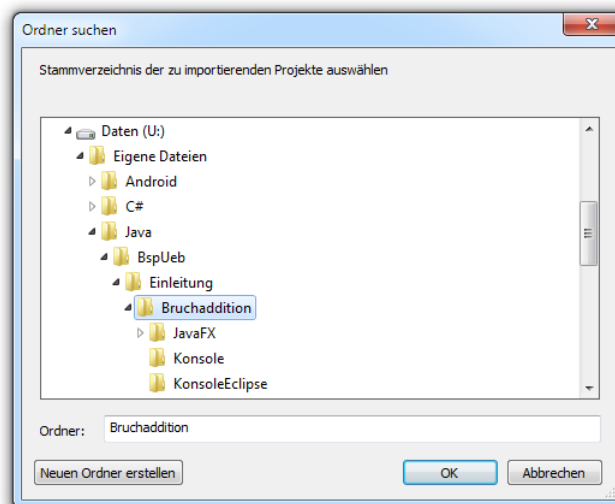 Ordner suchen
Stammverzeichnis der zu importierenden Projekte auswählen
Daten (U:)
Eigene Dateien
Android
C#
Java
BspUeb
Einleitung
Bruchaddition
JavaFX
Konsole
KonsoleEclipse
Ordner: Bruchaddition
Neuen Ordner erstellen OK Abbrechen